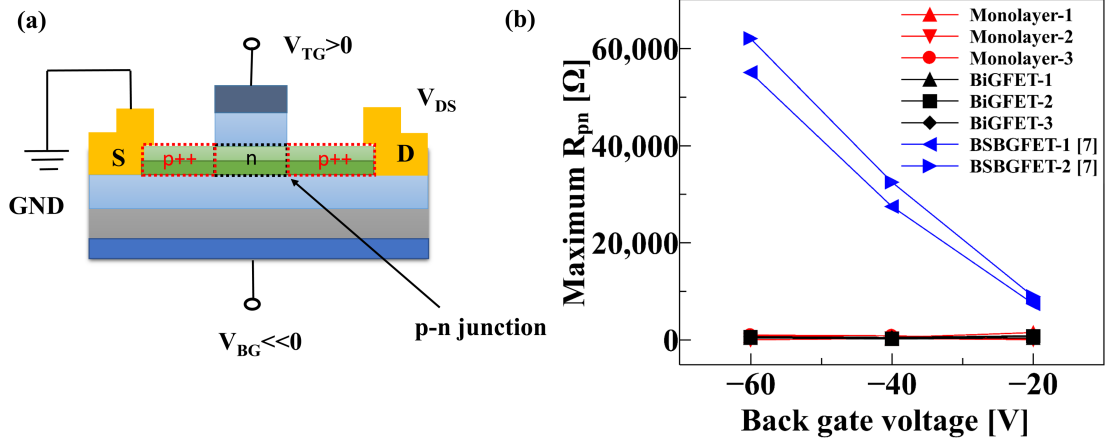 (a)
V_TG>0
V_DS
S
p++
n
p++
D
GND
p-n junction
V_BG<<0
(b)
Maximum R_pn [Ω]
60,000
40,000
20,000
0
−60
−40
−20
Back gate voltage [V]
Monolayer-1
Monolayer-2
Monolayer-3
BiGFET-1
BiGFET-2
BiGFET-3
BSBGFET-1 [7]
BSBGFET-2 [7]